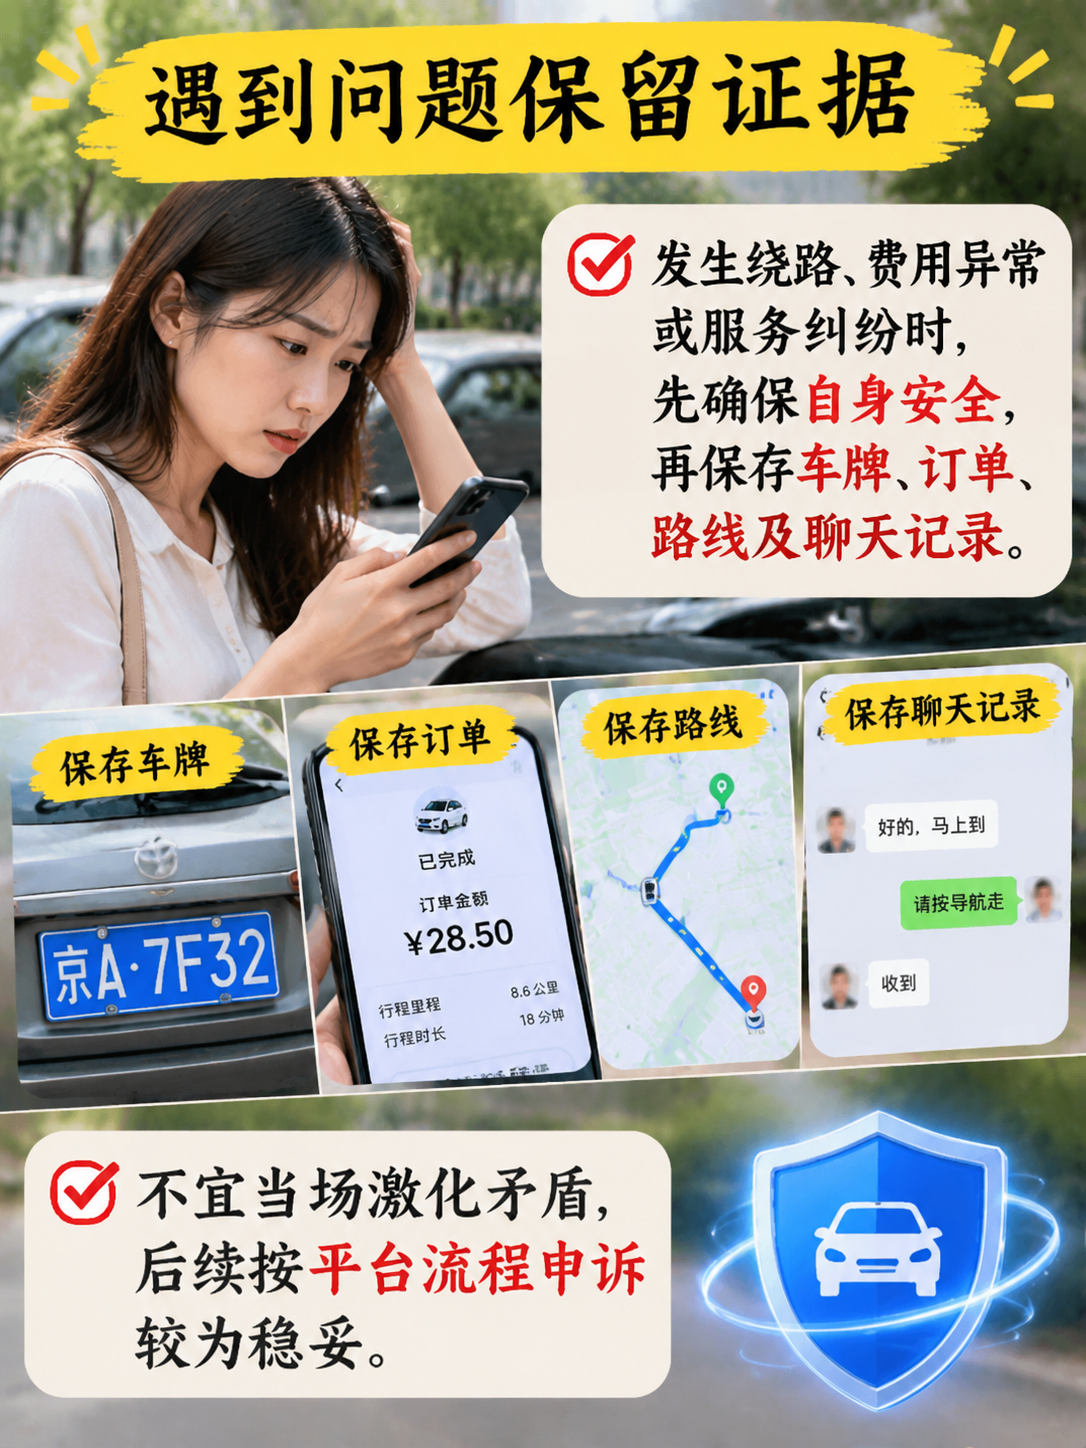 遇到问题保留证据
发生绕路、费用异常
或服务纠纷时，
先确保自身安全，
再保存车牌、订单、
路线及聊天记录。
保存车牌
京A·7F32
保存订单
已完成
订单金额
¥28.50
行程里程 8.6公里
行程时长 18分钟
保存路线
保存聊天记录
好的，马上到
请按导航走
收到
不宜当场激化矛盾，
后续按平台流程申诉
较为稳妥。